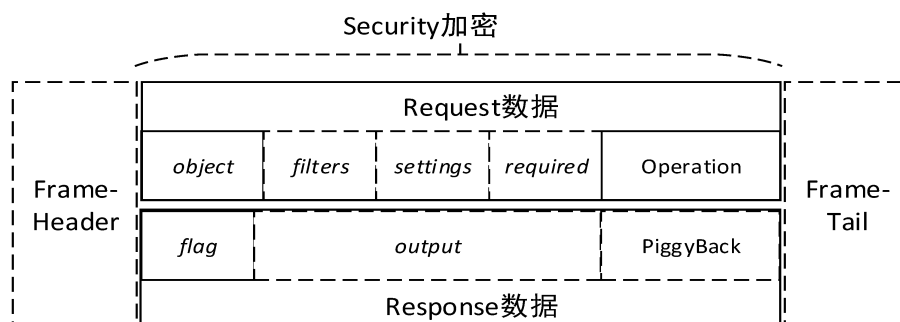 Security加密
Request数据
object filters settings required Operation
Frame-
Header
Frame-
Tail
flag output PiggyBack
Response数据